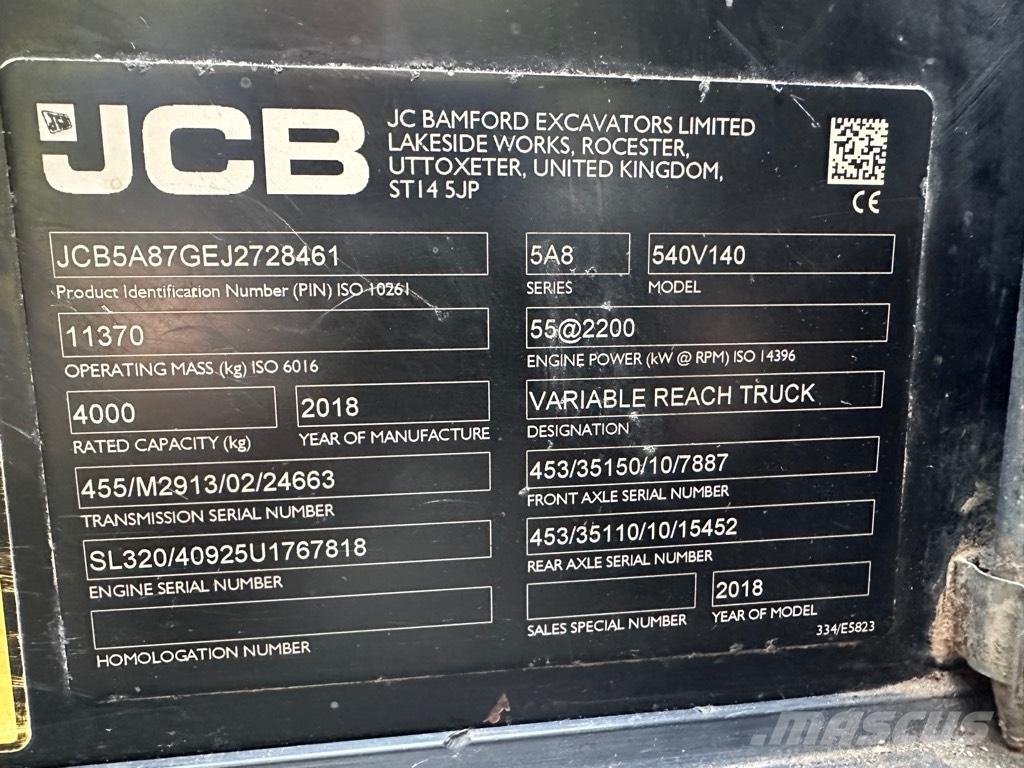 JCB
JC BAMFORD EXCAVATORS LIMITED
LAKESIDE WORKS, ROCESTER,
UTTOXETER, UNITED KINGDOM,
ST14 5JP
CE
JCB5A87GEJ2728461
Product Identification Number (PIN) ISO 10261
5A8
SERIES
540V140
MODEL
11370
OPERATING MASS (kg) ISO 6016
55@2200
ENGINE POWER (kW @ RPM) ISO 14396
4000
RATED CAPACITY (kg)
2018
YEAR OF MANUFACTURE
VARIABLE REACH TRUCK
DESIGNATION
455/M2913/02/24663
TRANSMISSION SERIAL NUMBER
453/35150/10/7887
FRONT AXLE SERIAL NUMBER
SL320/40925U1767818
ENGINE SERIAL NUMBER
453/35110/10/15452
REAR AXLE SERIAL NUMBER
HOMOLOGATION NUMBER
SALES SPECIAL NUMBER
2018
YEAR OF MODEL
334/E5823
MASCUS